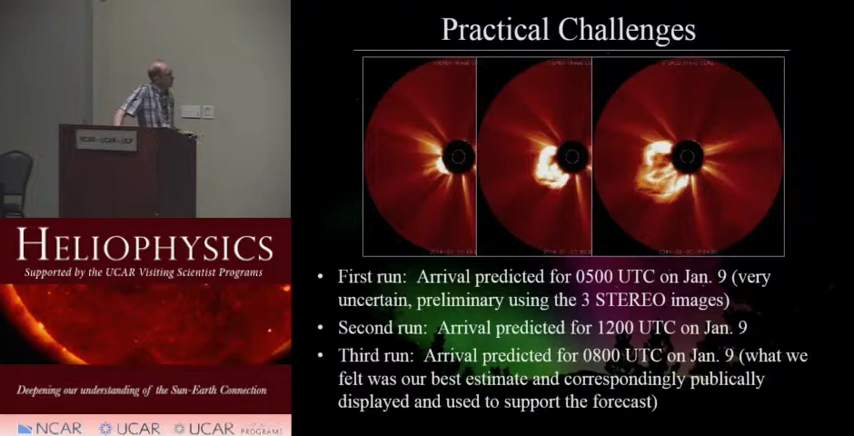 Practical Challenges
NCAR-UCAR-UCP
HELIOPHYSICS
Supported by the UCAR Visiting Scientist Programs
• First run: Arrival predicted for 0500 UTC on Jan. 9 (very
uncertain, preliminary using the 3 STEREO images)
• Second run: Arrival predicted for 1200 UTC on Jan. 9
• Third run: Arrival predicted for 0800 UTC on Jan. 9 (what we
felt was our best estimate and correspondingly publically
displayed and used to support the forecast)
Deepening our understanding of the Sun-Earth Connection
NCAR UCAR UCAR PROGRAMS